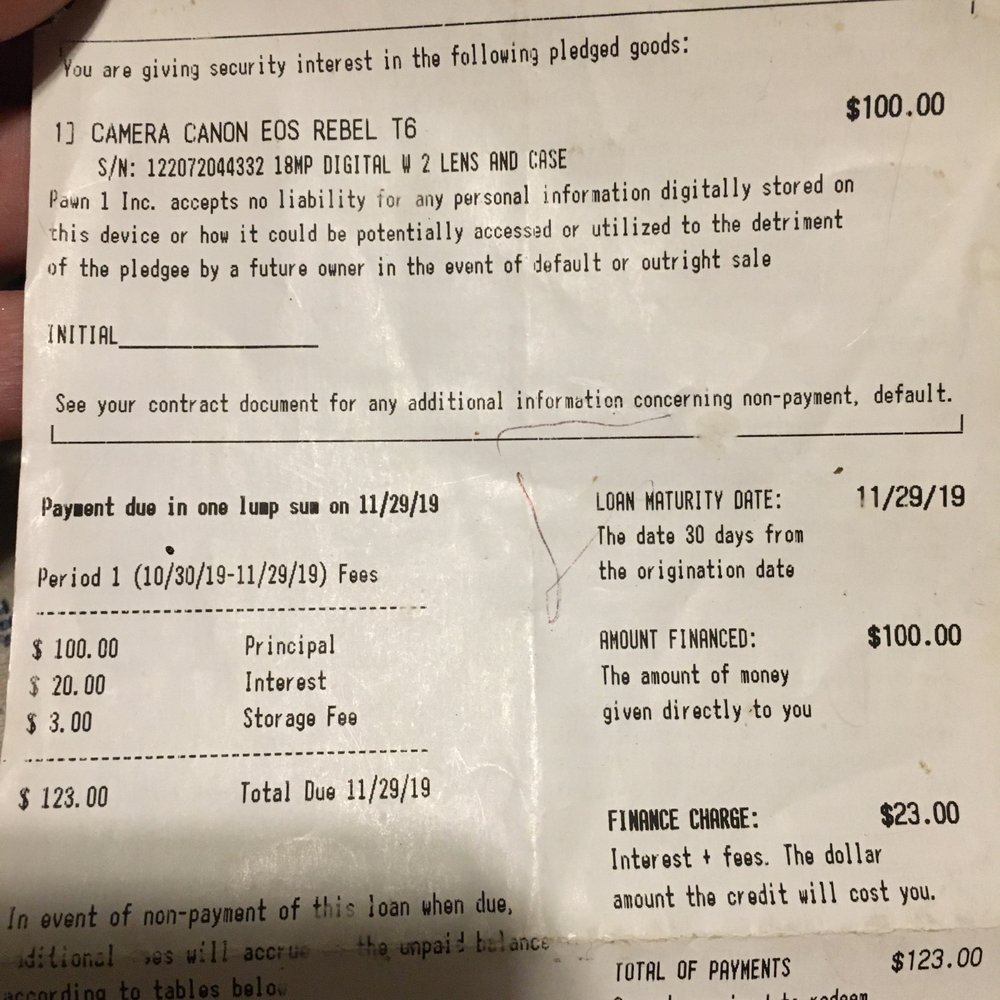 You are giving security interest in the following pledged goods:
$100.00
1] CAMERA CANON EOS REBEL T6
S/N: 122072044332 18MP DIGITAL W 2 LENS AND CASE
Pawn 1 Inc. accepts no liability for any personal information digitally stored on
this device or how it could be potentially accessed or utilized to the detriment
of the pledgee by a future owner in the event of default or outright sale
INITIAL
See your contract document for any additional information concerning non-payment, default.
Payment due in one lump sum on 11/29/19
Period 1 (10/30/19-11/29/19) Fees
$ 100.00 Principal
$ 20.00 Interest
$ 3.00 Storage Fee
$ 123.00 Total Due 11/29/19
In event of non-payment of this loan when due,
will accrue the unpaid balance
according to tables below
LOAN MATURITY DATE: 11/29/19
The date 30 days from
the origination date
AMOUNT FINANCED: $100.00
The amount of money
given directly to you
FINANCE CHARGE: $23.00
Interest + fees. The dollar
amount the credit will cost you.
TOTAL OF PAYMENTS $123.00